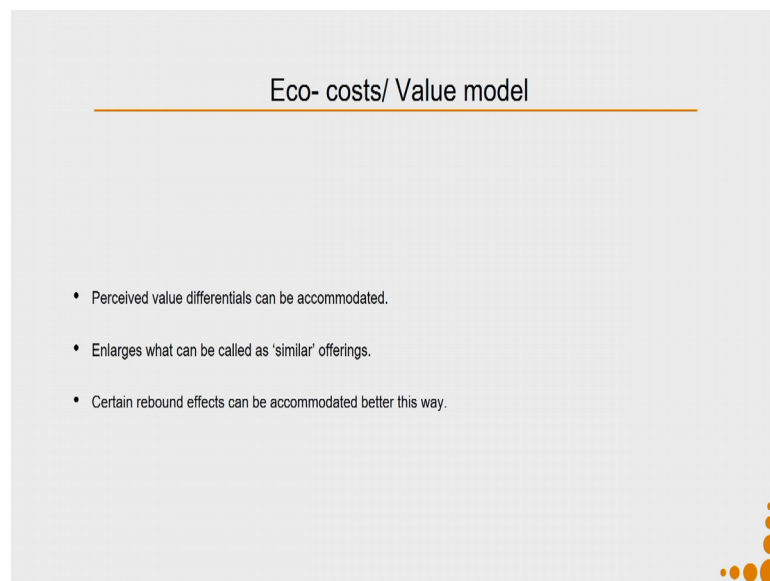 Eco- costs/ Value model
• Perceived value differentials can be accommodated.
• Enlarges what can be called as ‘similar’ offerings.
• Certain rebound effects can be accommodated better this way.